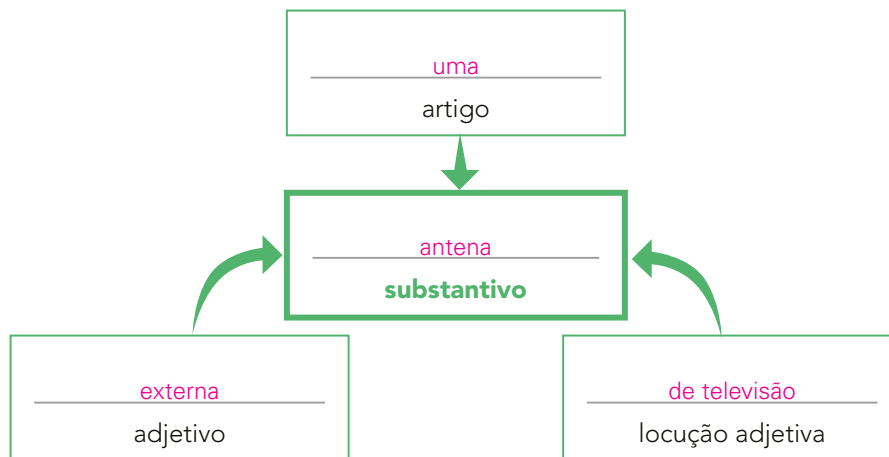 uma
artigo
antena
substantivo
externa
adjetivo
de televisão
locução adjetiva